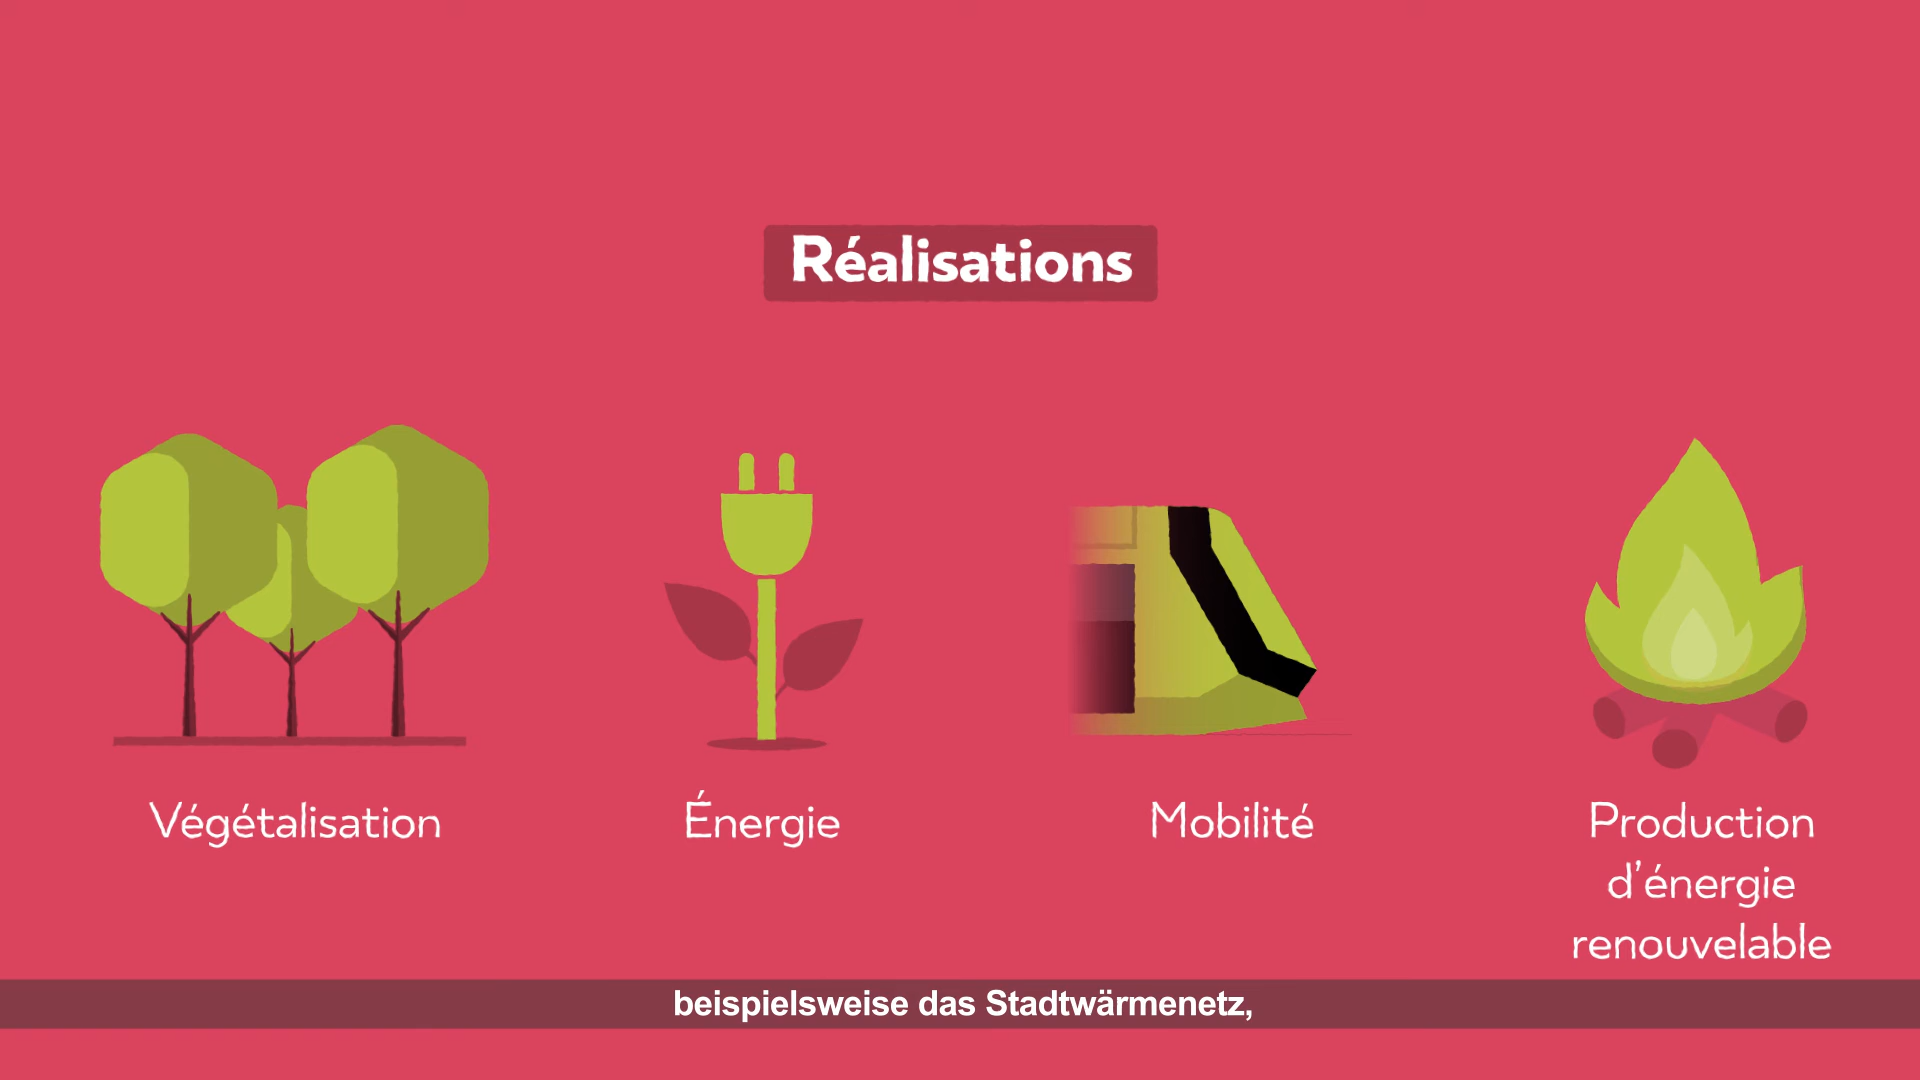 Réalisations
Végétalisation
Énergie
Mobilité
Production
d'énergie
renouvelable
beispielsweise das Stadtwärmenetz,